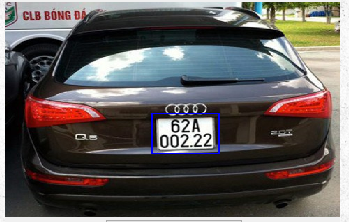 CLB BÓNG ĐÁ
62A
002.22
Q5
2.0T